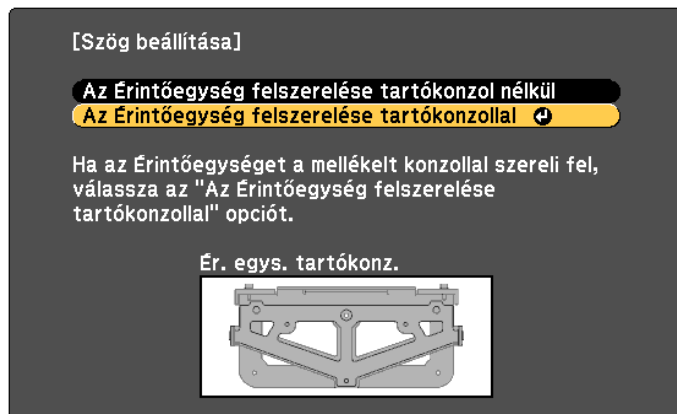 [Szög beállítása]
Az Érintőegység felszerelése tartókonzol nélkül
Az Érintőegység felszerelése tartókonzollal
Ha az Érintőegységet a mellékelt konzollal szereli fel,
válassza az "Az Érintőegység felszerelése
tartókonzollal" opciót.
Ér. egys. tartókonz.